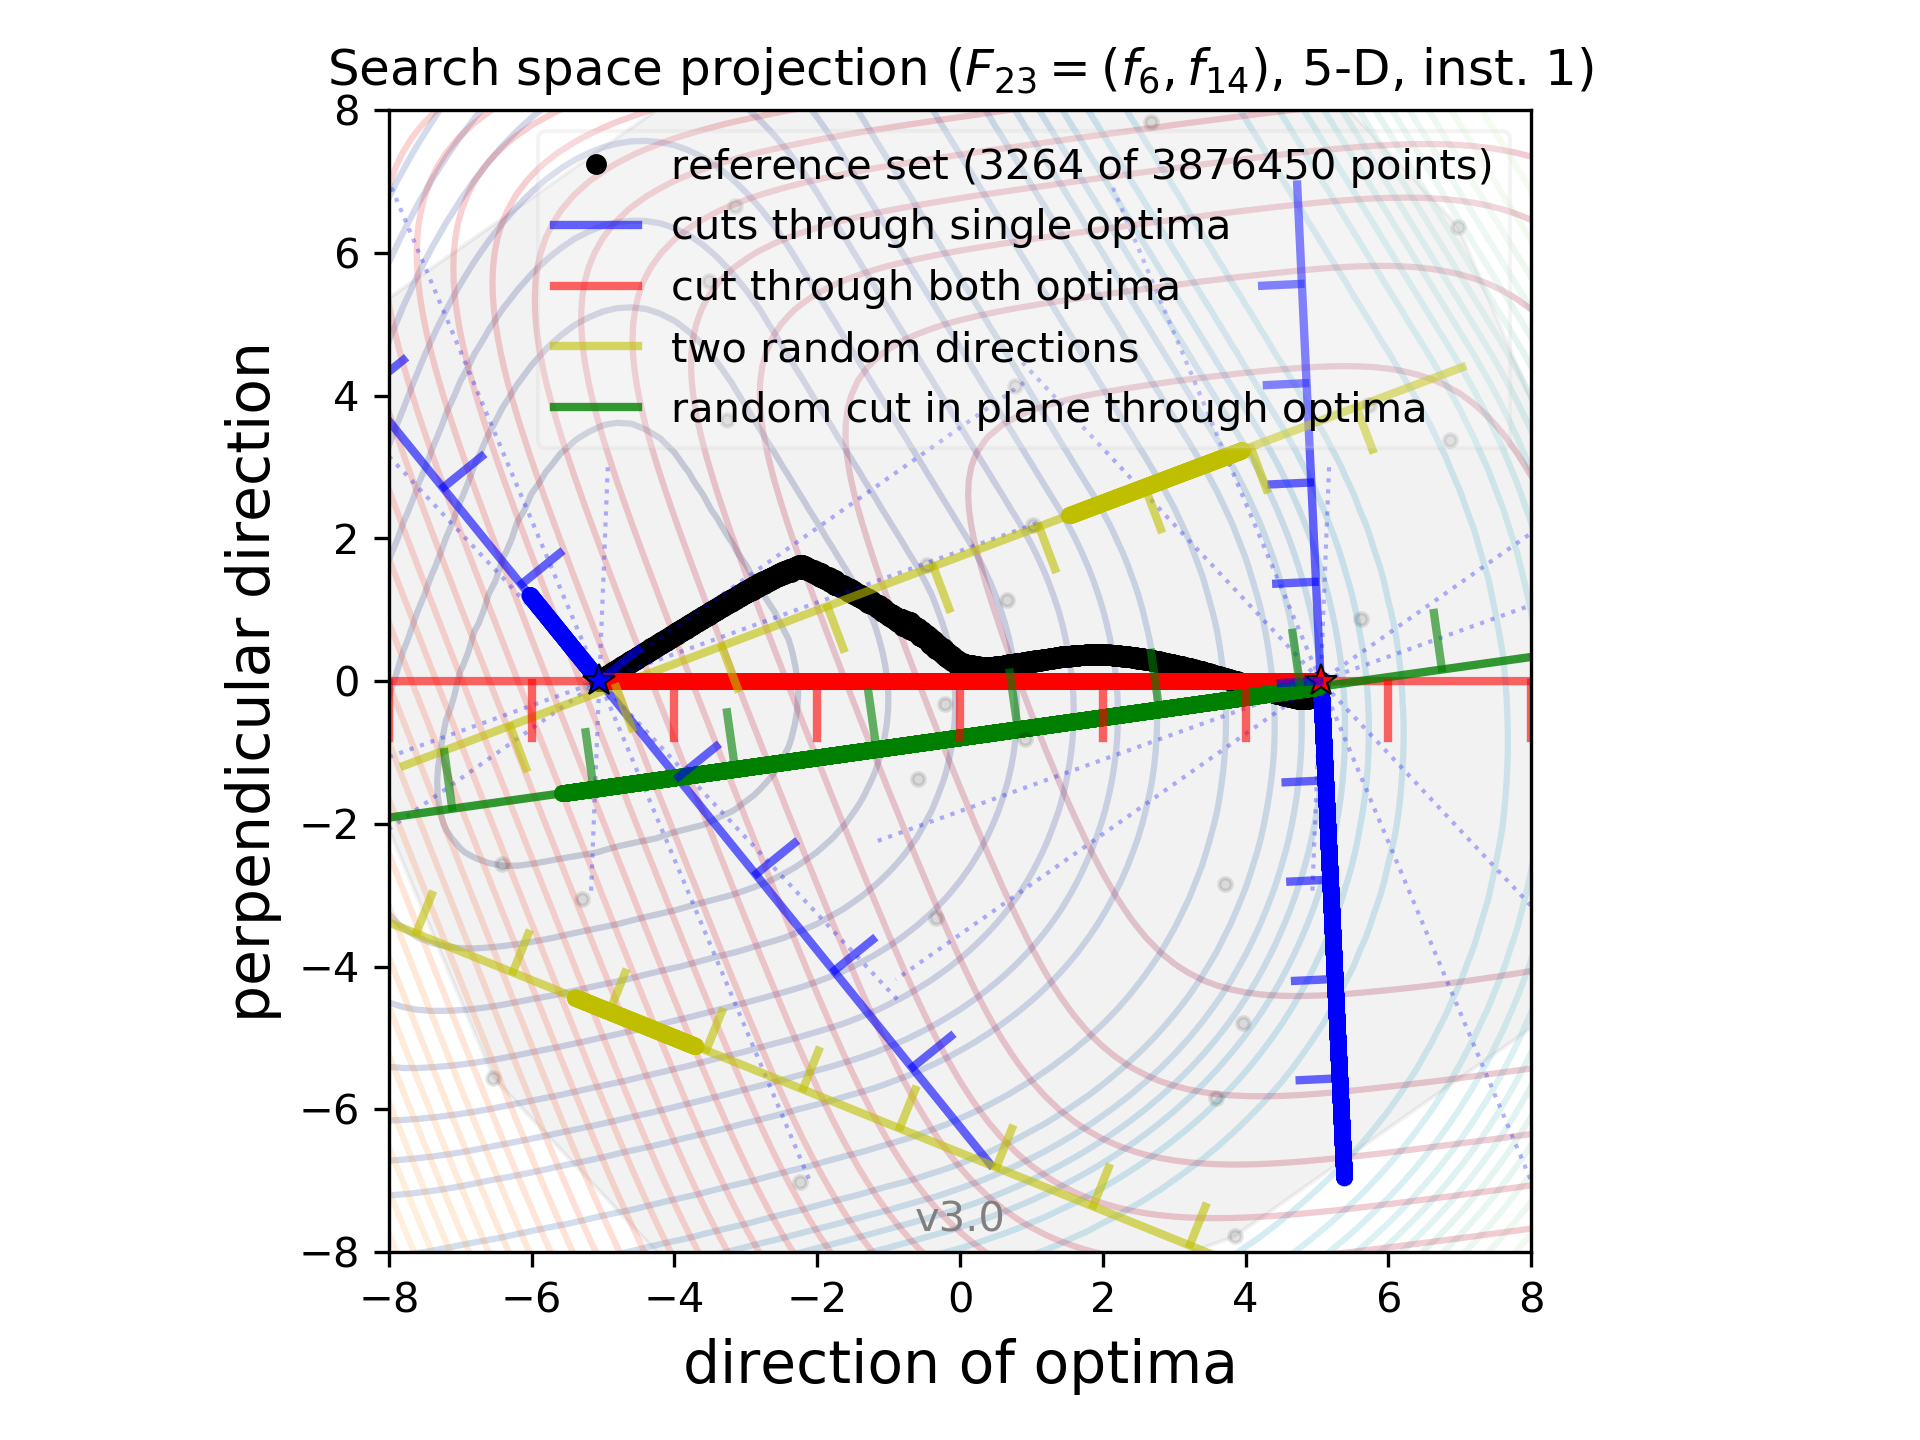 Search space projection (F₂₃ = (f₆, f₁₄), 5-D, inst. 1)
reference set (3264 of 3876450 points)
cuts through single optima
cut through both optima
two random directions
random cut in plane through optima
8
6
4
2
0
−2
−4
−6
−8
perpendicular direction
v3.0
−8 −6 −4 −2 0 2 4 6 8
direction of optima